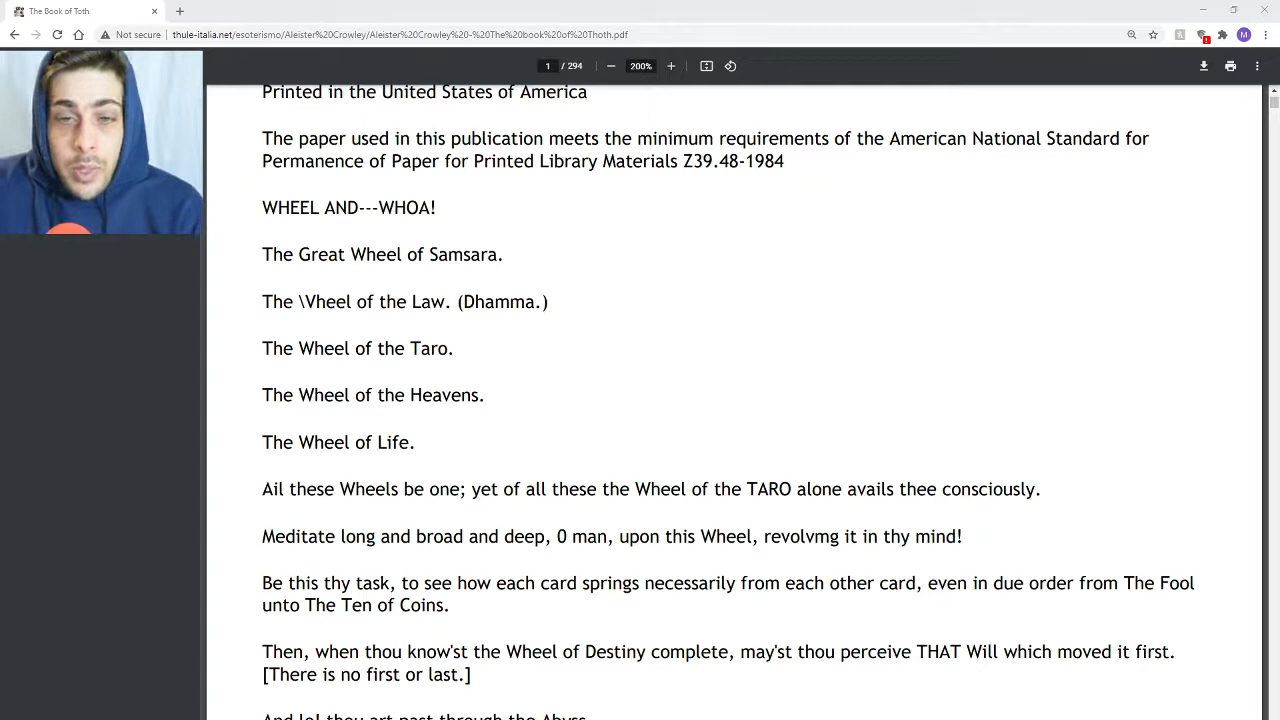 The Book of Toth
Not secure
thule-italia.net/esoterismo/Aleister%20Crowley/Aleister%20Crowley%20-%20The%20book%20of%20Thoth.pdf
M
1 / 294
200%
Printed in the United States of America
The paper used in this publication meets the minimum requirements of the American National Standard for
Permanence of Paper for Printed Library Materials Z39.48-1984
WHEEL AND---WHOA!
The Great Wheel of Samsara.
The \Vheel of the Law. (Dhamma.)
The Wheel of the Taro.
The Wheel of the Heavens.
The Wheel of Life.
Ail these Wheels be one; yet of all these the Wheel of the TARO alone avails thee consciously.
Meditate long and broad and deep, 0 man, upon this Wheel, revolvmg it in thy mind!
Be this thy task, to see how each card springs necessarily from each other card, even in due order from The Fool
unto The Ten of Coins.
Then, when thou know'st the Wheel of Destiny complete, may'st thou perceive THAT Will which moved it first.
[There is no first or last.]
And lo! thou art past through the Abyss.